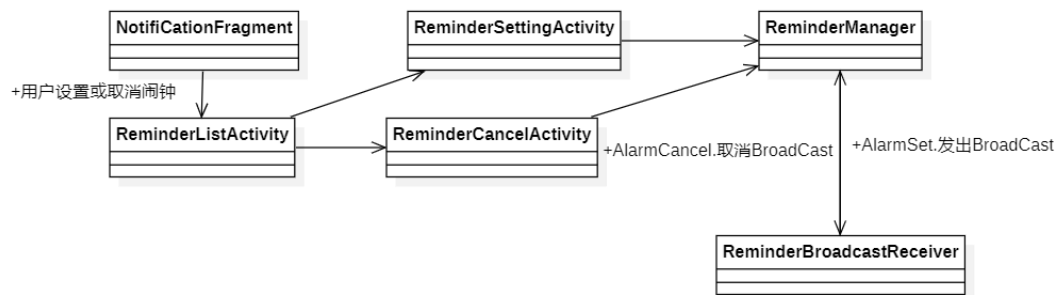 NotifiCationFragment
ReminderSettingActivity
ReminderManager
+用户设置或取消闹钟
ReminderListActivity
ReminderCancelActivity
+AlarmCancel.取消BroadCast
+AlarmSet.发出BroadCast
ReminderBroadcastReceiver